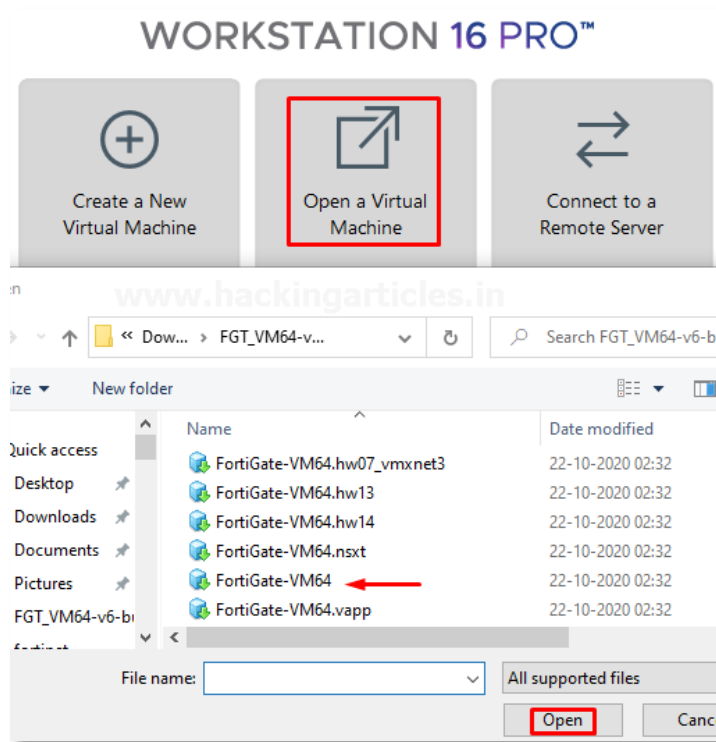 WORKSTATION 16 PRO™
Create a New
Virtual Machine
Open a Virtual
Machine
Connect to a
Remote Server
www.hackingarticles.in
« Dow... > FGT_VM64-v...
Search FGT_VM64-v6-b
New folder
Name
Date modified
Quick access
Desktop
Downloads
Documents
Pictures
FGT_VM64-v6-bu
FortiGate-VM64.hw07_vmxnet3 22-10-2020 02:32
FortiGate-VM64.hw13 22-10-2020 02:32
FortiGate-VM64.hw14 22-10-2020 02:32
FortiGate-VM64.nsxt 22-10-2020 02:32
FortiGate-VM64 22-10-2020 02:32
FortiGate-VM64.vapp 22-10-2020 02:32
File name:
All supported files
Open
Canc